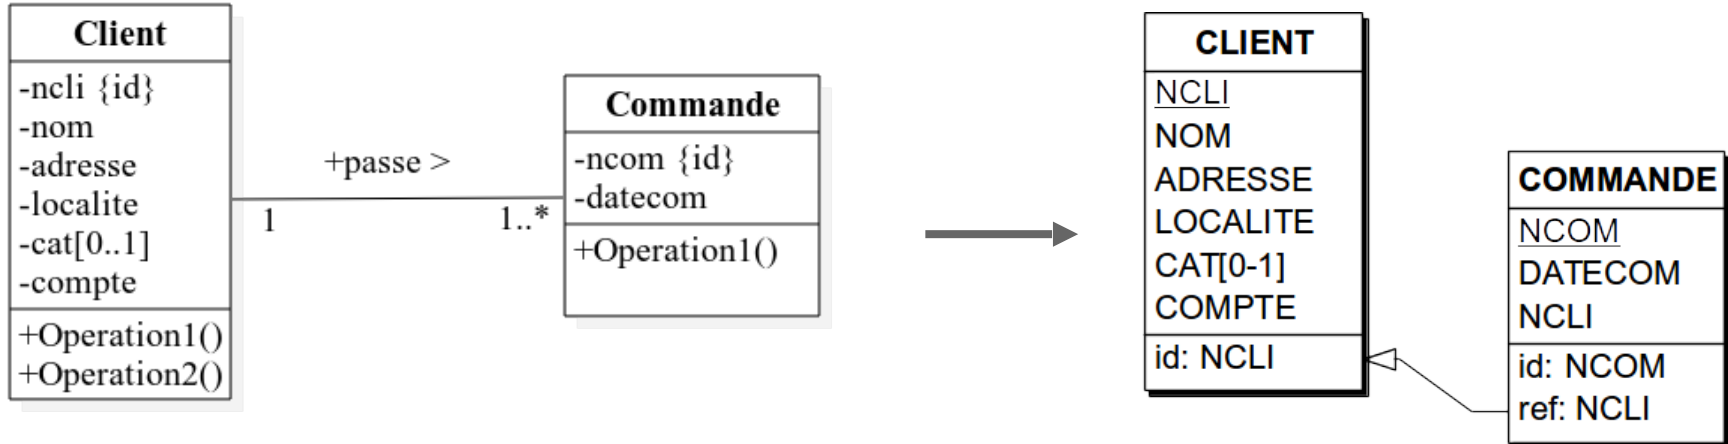 Client
-ncli {id}
-nom
-adresse
-localite
-cat[0..1]
-compte
+Operation1()
+Operation2()
+passe >
1
1..*
Commande
-ncom {id}
-datecom
+Operation1()
CLIENT
NCLI
NOM
ADRESSE
LOCALITE
CAT[0-1]
COMPTE
id: NCLI
COMMANDE
NCOM
DATECOM
NCLI
id: NCOM
ref: NCLI